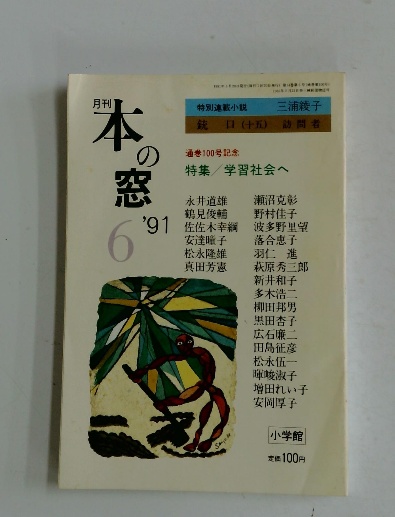 月刊
本の窓
6
'91
特別連載小説 三浦綾子
銃口(十五) 訪問者
通巻100号記念
特集/学習社会へ
永井道雄
鶴見俊輔
佐佐木幸綱
安達瞳子
松永隆雄
真田芳憲
瀬沼克彰
野村佳子
波多野里望
落合恵子
羽仁 進
萩原秀三郎
新井和子
多木浩二
柳田邦男
黒田杏子
広石廉二
田島征彦
松永伍一
暉峻淑子
増田れい子
安岡厚子
小学館
定価100円